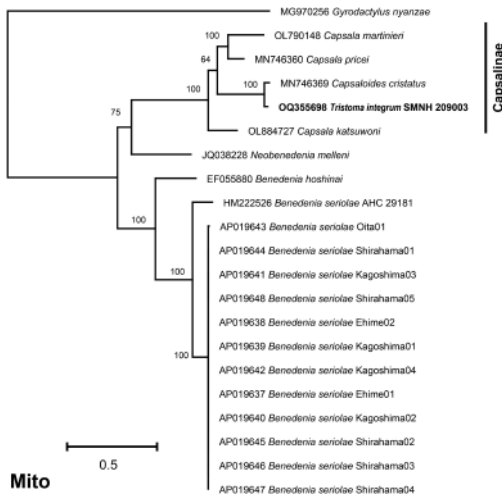 MG970256 Gyrodactylus nyanzae
100
OL790148 Capsala martinieri
64
MN746360 Capsala pricei
100
100
MN746369 Capsaloides cristatus
OQ355698 Tristoma integrum SMNH 209003
75
OL884727 Capsala katsuwoni
Capsalinae
JQ038228 Neobenedenia melleni
EF055880 Benedenia hoshinai
100
HM222526 Benedenia seriolae AHC 29181
100
AP019643 Benedenia seriolae Oita01
AP019644 Benedenia seriolae Shirahama01
AP019641 Benedenia seriolae Kagoshima03
AP019648 Benedenia seriolae Shirahama05
AP019638 Benedenia seriolae Ehime02
AP019639 Benedenia seriolae Kagoshima01
100
AP019642 Benedenia seriolae Kagoshima04
AP019637 Benedenia seriolae Ehime01
AP019640 Benedenia seriolae Kagoshima02
AP019645 Benedenia seriolae Shirahama02
AP019646 Benedenia seriolae Shirahama03
AP019647 Benedenia seriolae Shirahama04
0.5
Mito